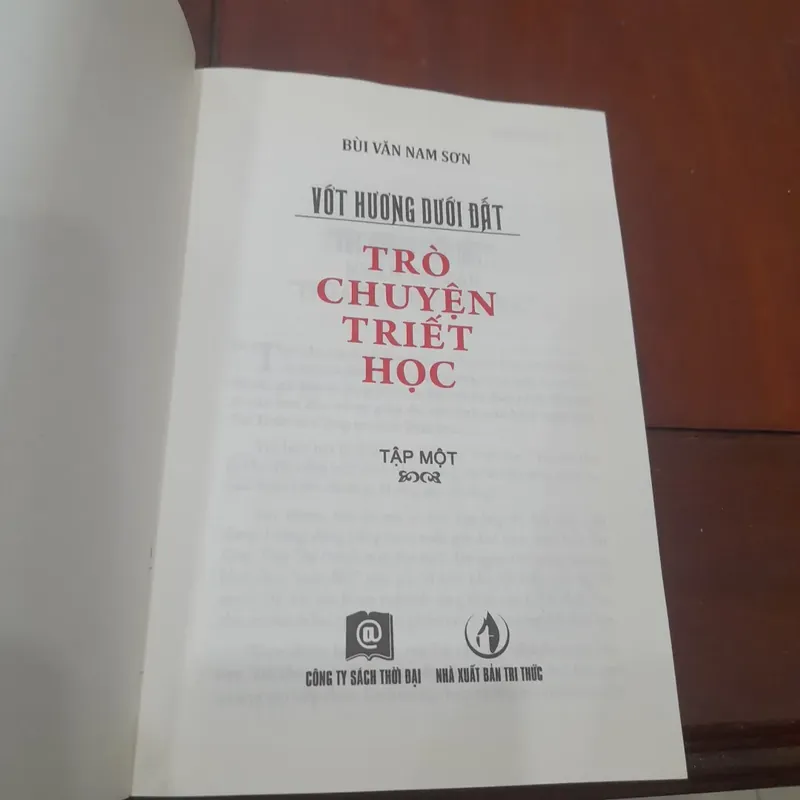 BÙI VĂN NAM SƠN
VỚT HƯƠNG DƯỚI ĐẤT
TRÒ
CHUYỆN
TRIẾT
HỌC
TẬP MỘT
@
CÔNG TY SÁCH THỜI ĐẠI NHÀ XUẤT BẢN TRI THỨC